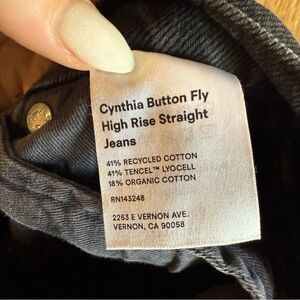 Cynthia Button Fly
High Rise Straight
Jeans
41% RECYCLED COTTON
41% TENCEL™ LYOCELL
18% ORGANIC COTTON
RN143248
2263 E VERNON AVE.
VERNON, CA 90058